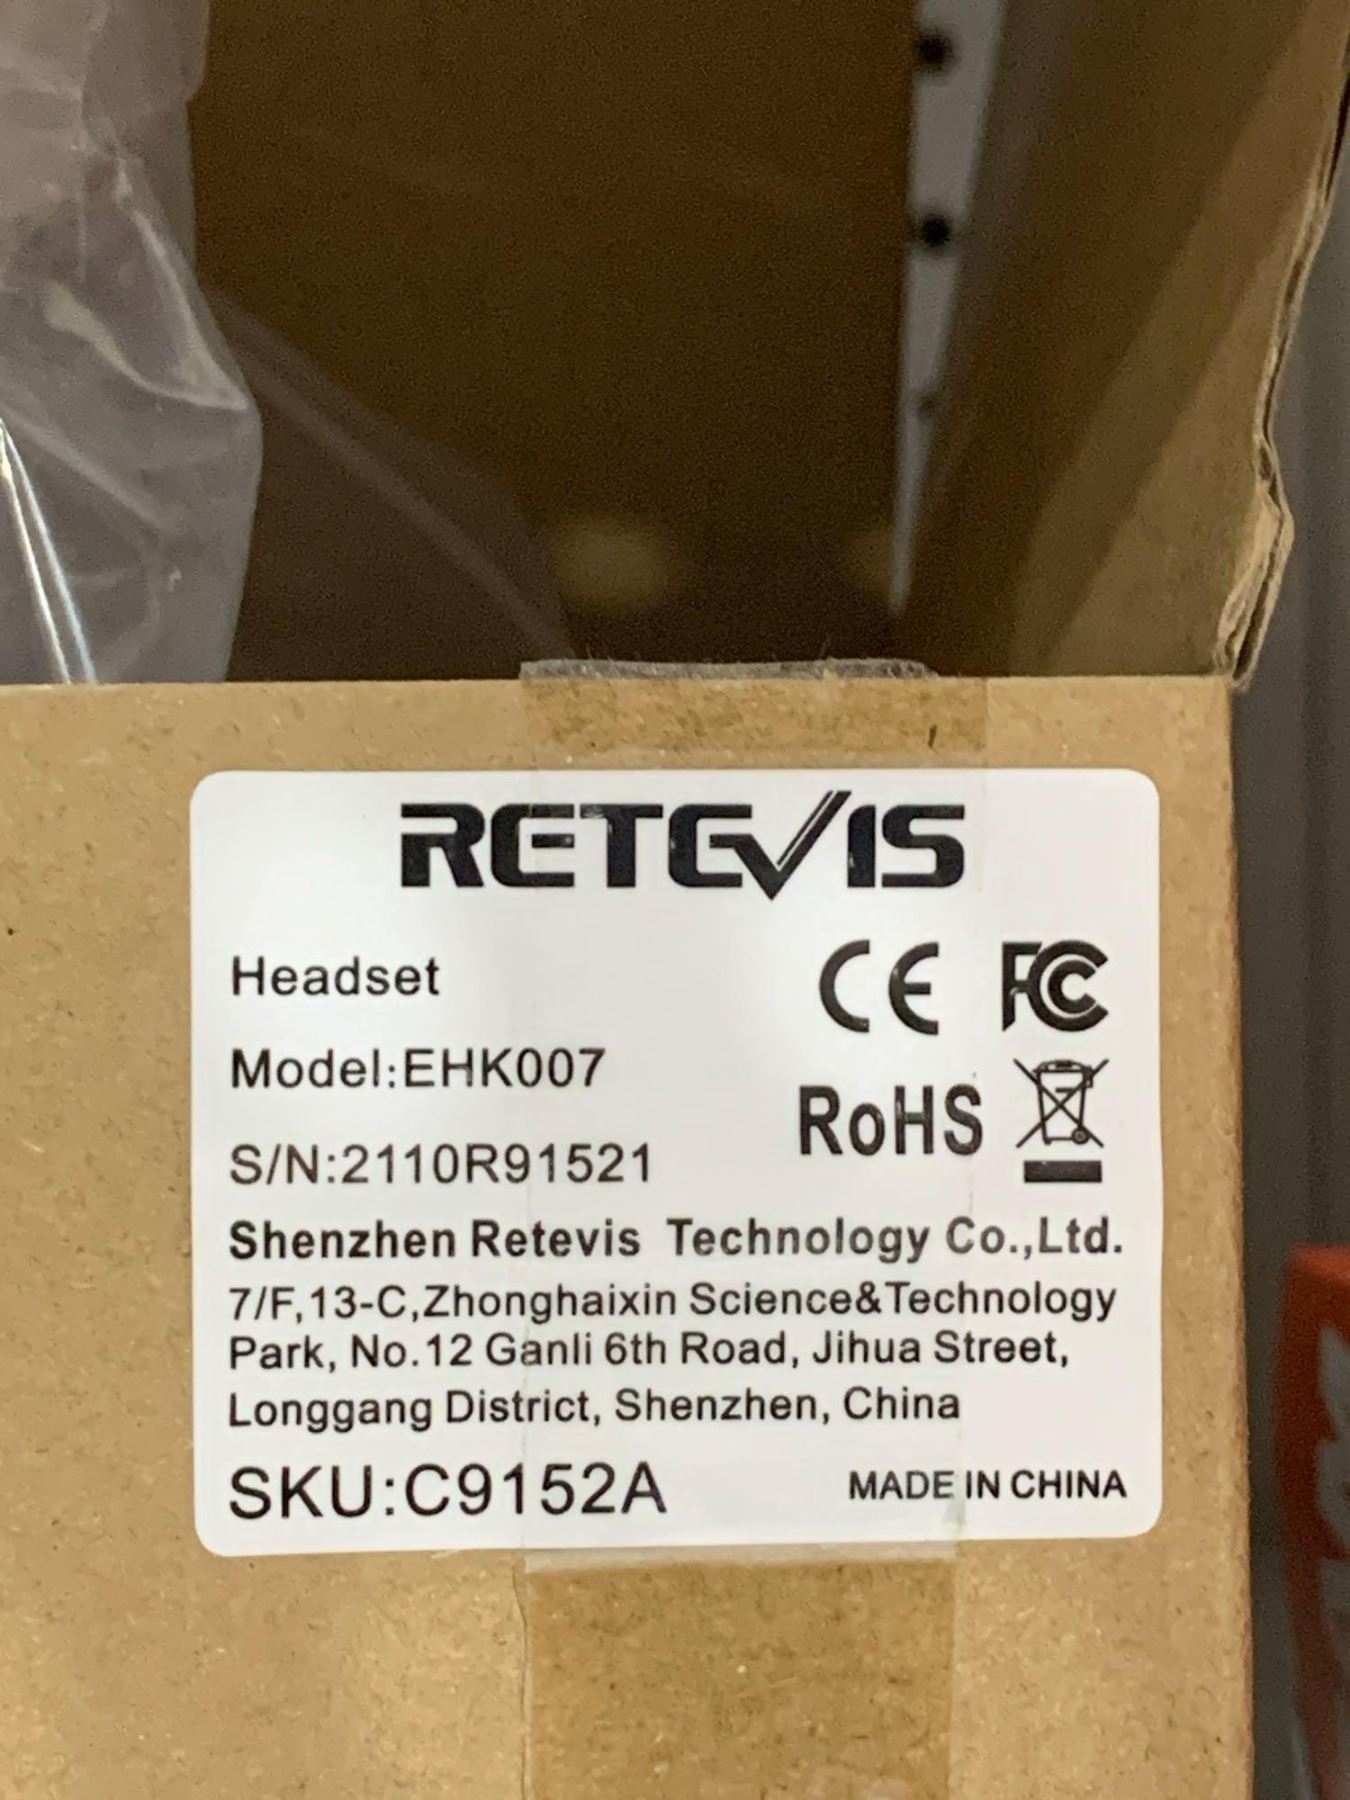 RETEVIS
Headset
CE FC
Model:EHK007
RoHS
S/N:2110R91521
Shenzhen Retevis Technology Co.,Ltd.
7/F,13-C,Zhonghaixin Science&Technology
Park, No.12 Ganli 6th Road, Jihua Street,
Longgang District, Shenzhen, China
SKU:C9152A
MADE IN CHINA